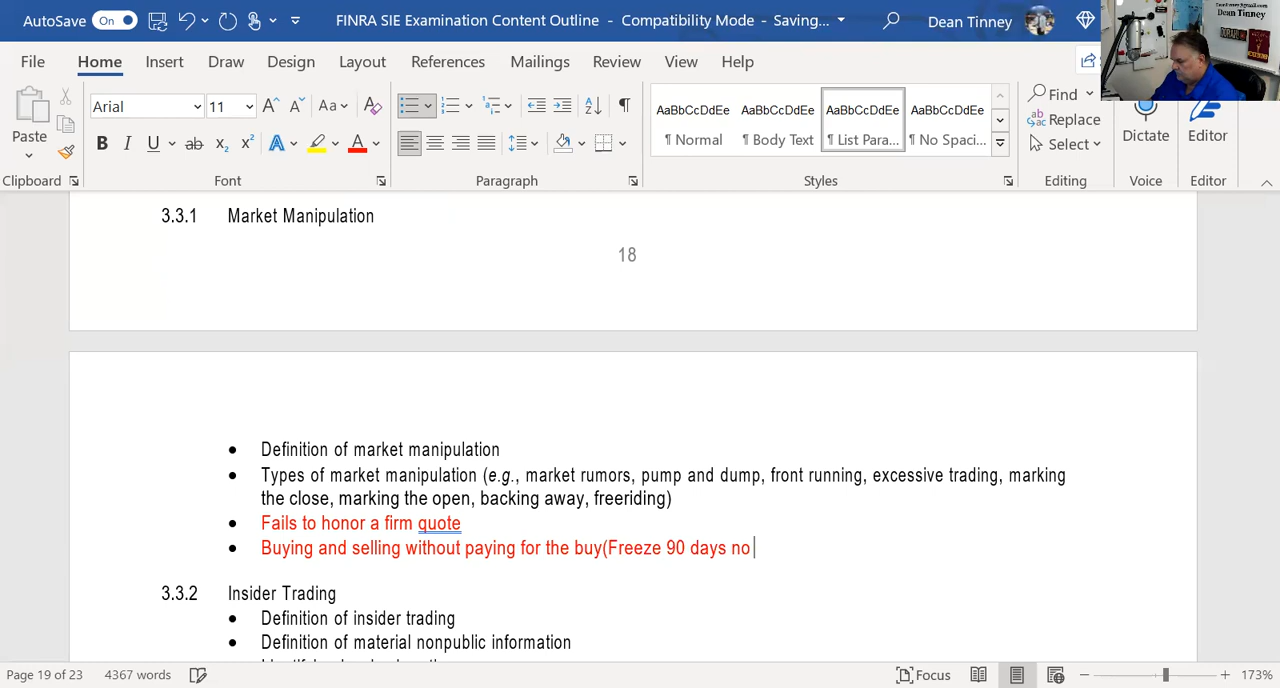 AutoSave On FINRA SIE Examination Content Outline - Compatibility Mode - Saving... Dean Tinney
Dean Tinney
File Home Insert Draw Design Layout References Mailings Review View Help
Paste Arial 11 Aa AaBbCcDdEe AaBbCcDdEe AaBbCcDdEe AaBbCcDdEe Find Replace Select Dictate Editor
¶ Normal ¶ Body Text ¶ List Para... ¶ No Spaci...
Clipboard Font Paragraph Styles Editing Voice Editor
3.3.1 Market Manipulation
18
• Definition of market manipulation
• Types of market manipulation (e.g., market rumors, pump and dump, front running, excessive trading, marking
the close, marking the open, backing away, freeriding)
• Fails to honor a firm quote
• Buying and selling without paying for the buy(Freeze 90 days no
3.3.2 Insider Trading
• Definition of insider trading
• Definition of material nonpublic information
Page 19 of 23 4367 words Focus 173%